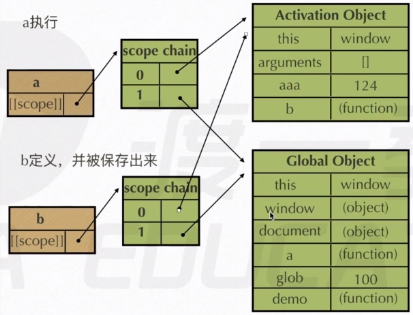 a执行
scope chain
0
1
a
[[scope]]
Activation Object
this window
arguments []
aaa 124
b (function)
b定义，并被保存出来
scope chain
0
1
b
[[scope]]
Global Object
this window
window (object)
document (object)
a (function)
glob 100
demo (function)